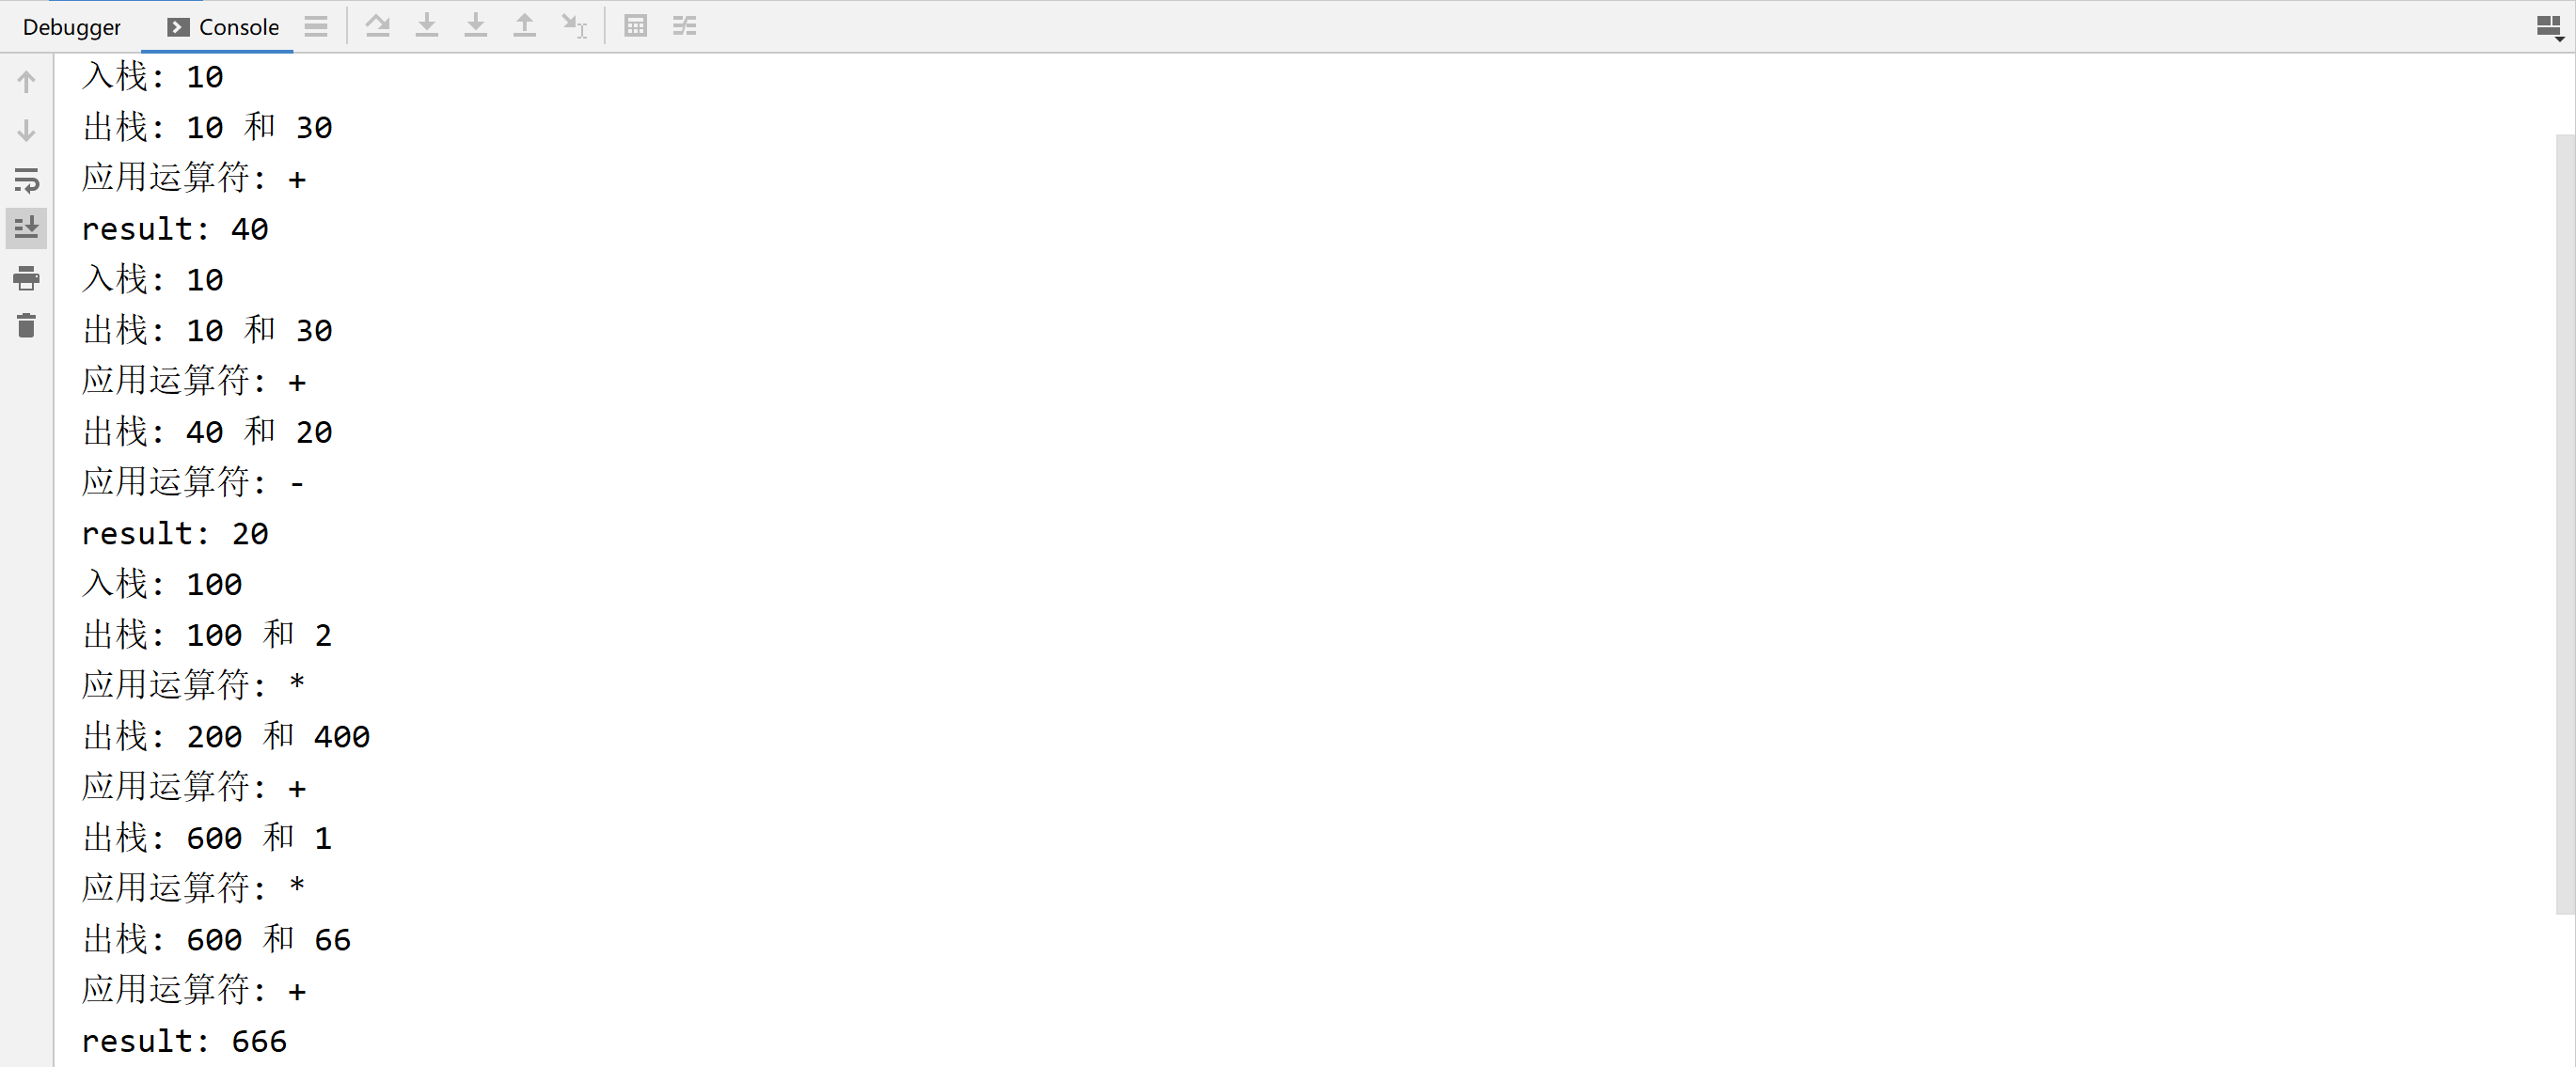 Debugger Console
入栈: 10
出栈: 10 和 30
应用运算符: +
result: 40
入栈: 10
出栈: 10 和 30
应用运算符: +
出栈: 40 和 20
应用运算符: -
result: 20
入栈: 100
出栈: 100 和 2
应用运算符: *
出栈: 200 和 400
应用运算符: +
出栈: 600 和 1
应用运算符: *
出栈: 600 和 66
应用运算符: +
result: 666